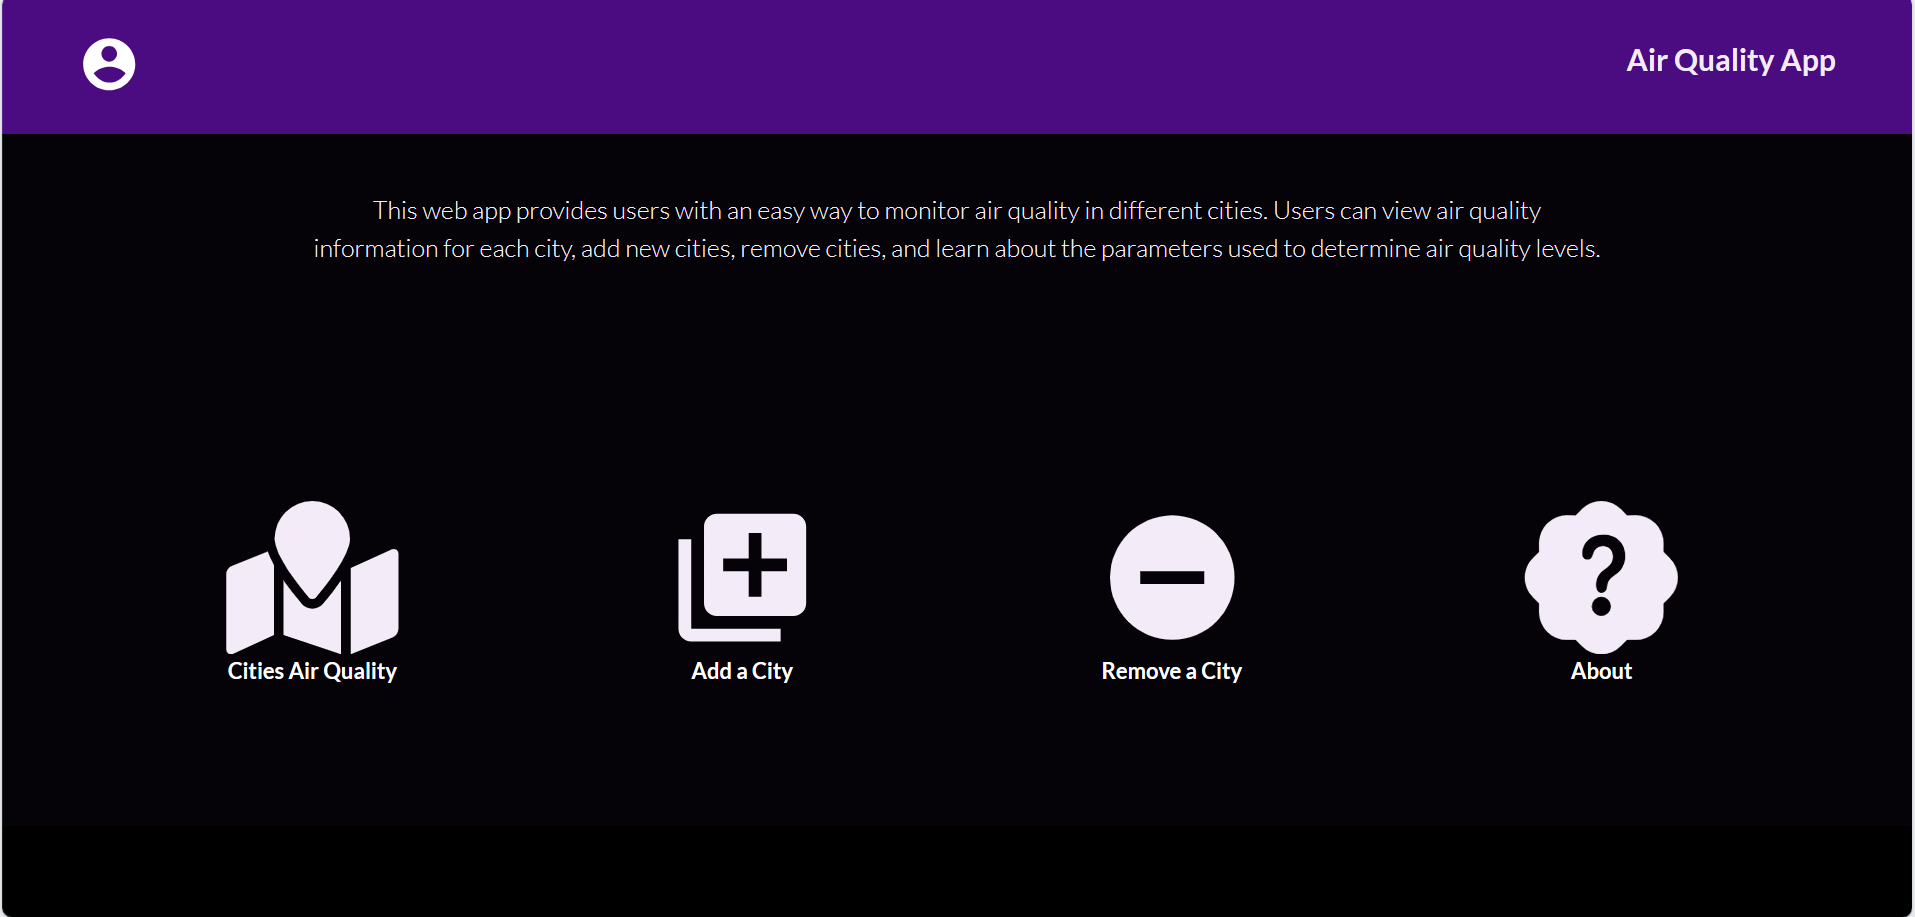 Air Quality App
This web app provides users with an easy way to monitor air quality in different cities. Users can view air quality
information for each city, add new cities, remove cities, and learn about the parameters used to determine air quality levels.
Cities Air Quality
Add a City
Remove a City
About